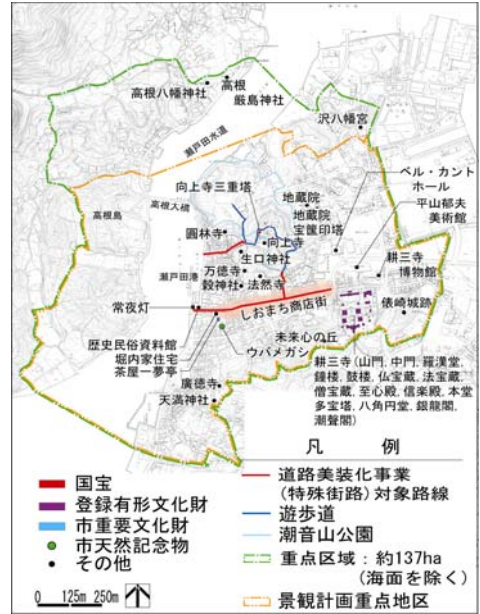 高根
高根八幡神社
厳島神社
沢八幡宮
瀬戸田水道
ベル・カント
ホール
向上寺三重塔
地蔵院
平山郁夫
美術館
高根島
高根大橋
地蔵院
宝篋印塔
圓林寺
向上寺
生口神社
耕三寺
博物館
瀬戸田港
万徳寺
穀神社
法然寺
常夜灯
しおまち商店街
俵崎城跡
歴史民俗資料館
堀内家住宅
茶屋一夢亭
未来心の丘
ウバメガシ
耕三寺(山門, 中門, 羅漢堂,
鐘楼, 鼓楼, 仏宝蔵, 法宝蔵,
僧宝蔵, 至心殿, 信楽殿, 本堂
多宝塔, 八角円堂, 銀龍閣,
潮聲閣)
廣徳寺
天満神社
凡 例
国宝
登録有形文化財
市重要文化財
市天然記念物
その他
0 125m 250m
道路美装化事業
(特殊街路)対象路線
遊歩道
潮音山公園
重点区域:約137ha
(海面を除く)
景観計画重点地区